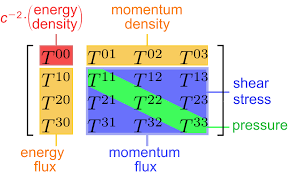 c⁻²·(energy density)
momentum
density
T⁰⁰ T⁰¹ T⁰² T⁰³
T¹⁰ T¹¹ T¹² T¹³
T²⁰ T²¹ T²² T²³
T³⁰ T³¹ T³² T³³
shear
stress
pressure
energy
flux
momentum
flux